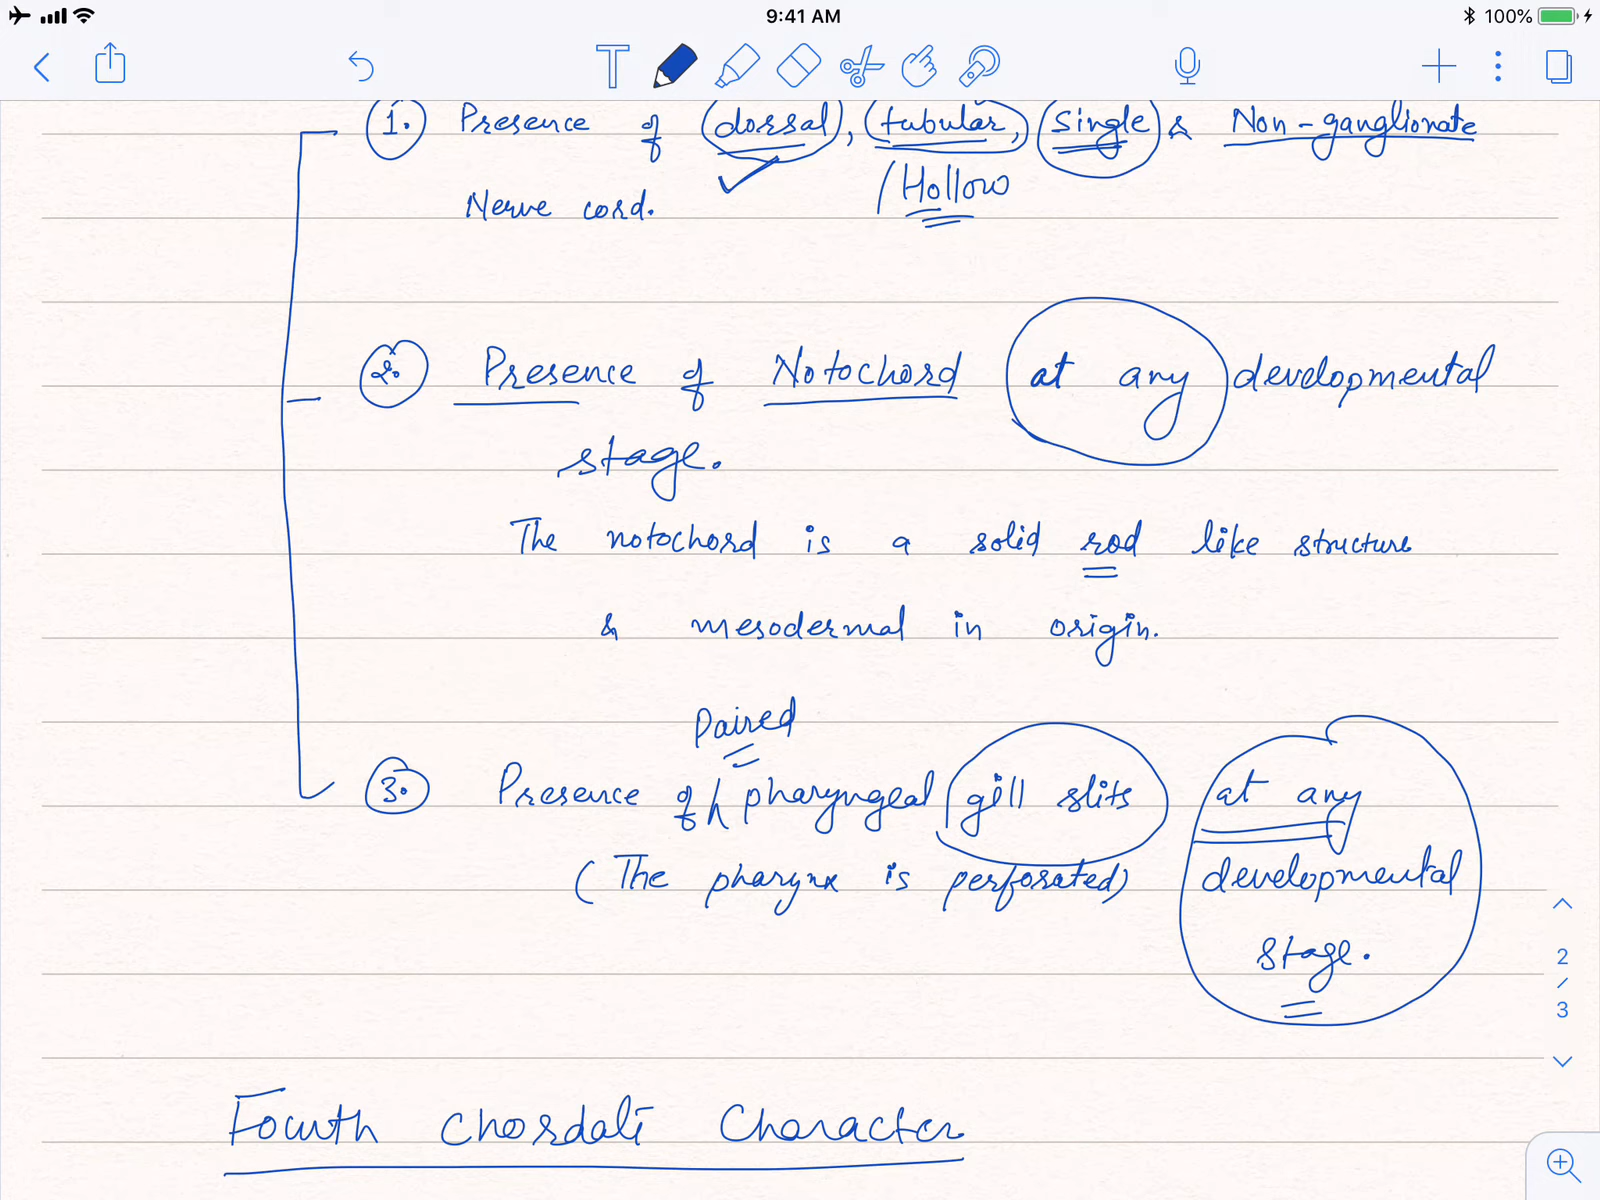 9:41 AM
100%
T
1. Presence of (dorsal), (tubular, (single) & Non-ganglionate
/Hollow
Nerve cord.
2. Presence of Notochord at any developmental
stage.
The notochord is a solid rod like structure
& mesodermal in origin.
Paired
3. Presence of pharyngeal gill slits at any
(The pharynx is perforated) developmental
stage.
2
/
3
Fourth Chordate Character